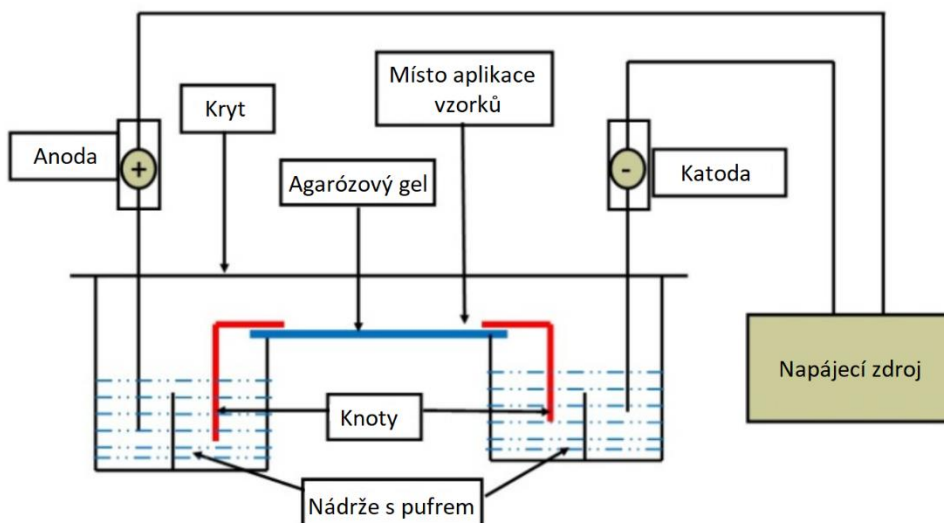 Místo aplikace
vzorků
Kryt
Anoda
+
-
Katoda
Agarózový gel
Napájecí zdroj
Knoty
Nádrže s pufrem